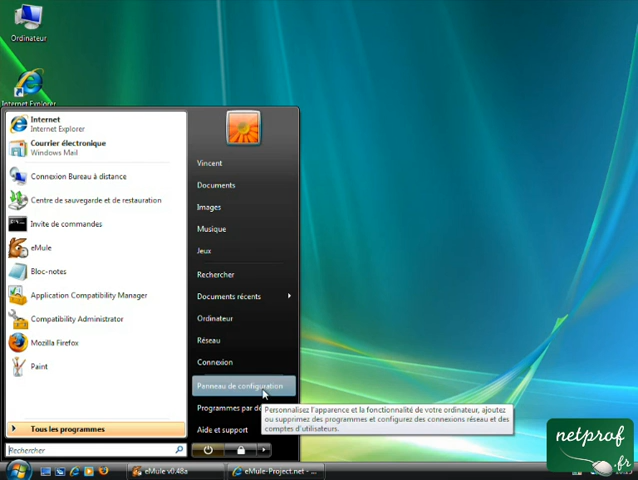 Ordinateur
Internet Explorer
Internet
Internet Explorer
Courrier électronique
Windows Mail
Connexion Bureau à distance
Centre de sauvegarde et de restauration
Invite de commandes
eMule
Bloc-notes
Application Compatibility Manager
Compatibility Administrator
Mozilla Firefox
Paint
Tous les programmes
Rechercher
Vincent
Documents
Images
Musique
Jeux
Rechercher
Documents récents
Ordinateur
Réseau
Connexion
Panneau de configuration
Programmes par dé
Aide et support
Personnalisez l'apparence et la fonctionnalité de votre ordinateur, ajoutez
ou supprimez des programmes et configurez des connexions réseau et des
comptes d'utilisateurs.
eMule v0.48a
eMule-Project.net - ...
netprof
.fr